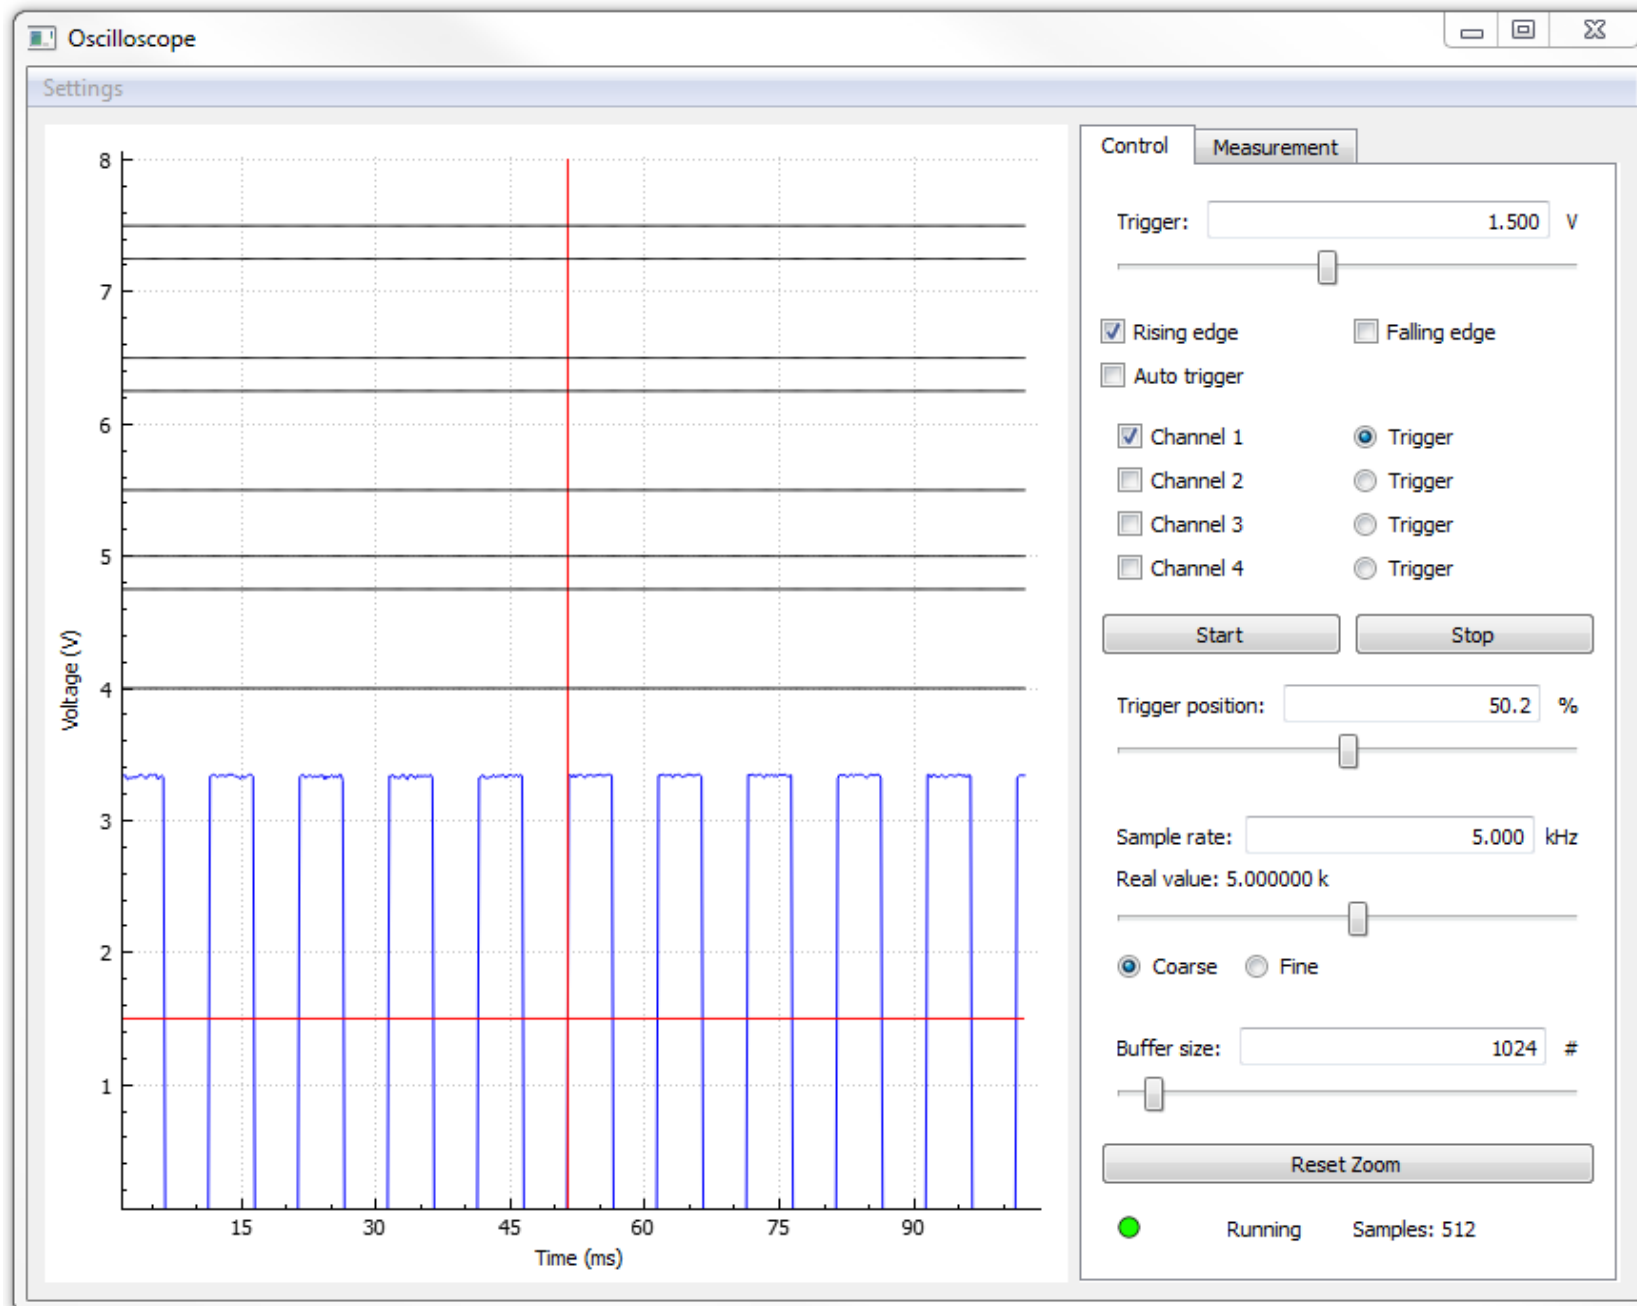 Oscilloscope
Settings
8
7
6
5
4
3
2
1
Voltage (V)
15 30 45 60 75 90
Time (ms)
Control Measurement
Trigger: 1.500 V
Rising edge Falling edge
Auto trigger
Channel 1 Trigger
Channel 2 Trigger
Channel 3 Trigger
Channel 4 Trigger
Start Stop
Trigger position: 50.2 %
Sample rate: 5.000 kHz
Real value: 5.000000 k
Coarse Fine
Buffer size: 1024 #
Reset Zoom
Running Samples: 512